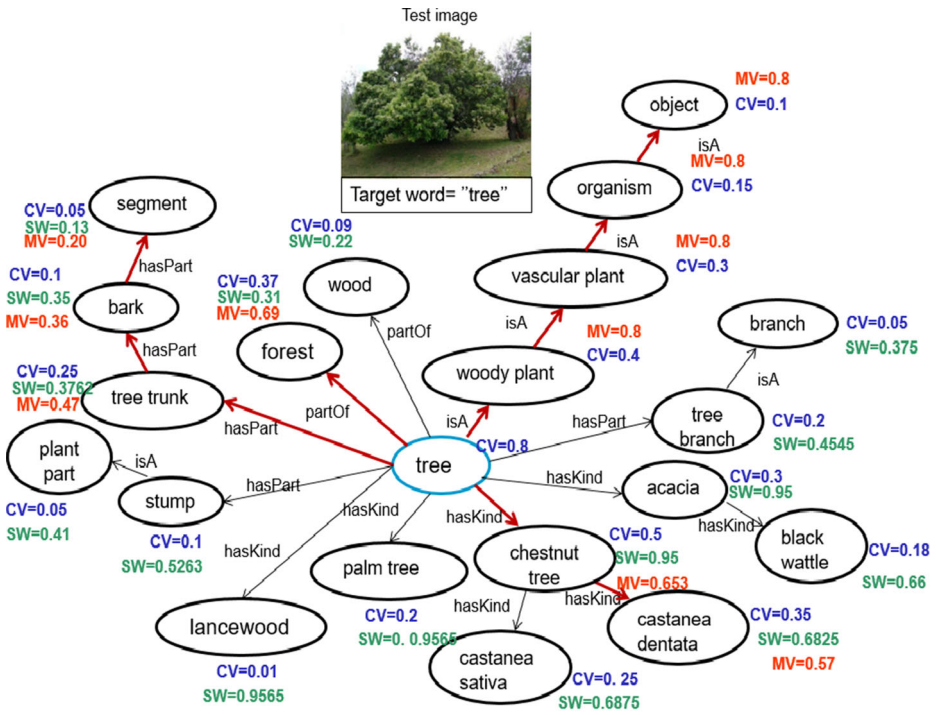 Test image
Target word= "tree"
MV=0.8
object
CV=0.1
isA
MV=0.8
organism
CV=0.15
isA
MV=0.8
vascular plant
CV=0.3
isA
MV=0.8
woody plant
CV=0.4
isA
segment
CV=0.05
SW=0.13
MV=0.20
hasPart
CV=0.1
SW=0.35
MV=0.36
bark
hasPart
CV=0.25
SW=0.3762
MV=0.47
tree trunk
hasPart
CV=0.09
SW=0.22
wood
partOf
CV=0.37
SW=0.31
MV=0.69
forest
partOf
branch
CV=0.05
SW=0.375
isA
tree
branch
CV=0.2
SW=0.4545
hasPart
tree
CV=0.8
plant
part
CV=0.05
SW=0.41
isA
stump
CV=0.1
SW=0.5263
hasPart
hasKind
acacia
CV=0.3
SW=0.95
hasKind
black
wattle
CV=0.18
SW=0.66
hasKind
lancewood
CV=0.01
SW=0.9565
hasKind
palm tree
CV=0.2
SW=0. 0.9565
hasKind
chestnut
tree
CV=0.5
SW=0.95
MV=0.653
hasKind
castanea
sativa
CV=0. 25
SW=0.6875
hasKind
castanea
dentata
CV=0.35
SW=0.6825
MV=0.57